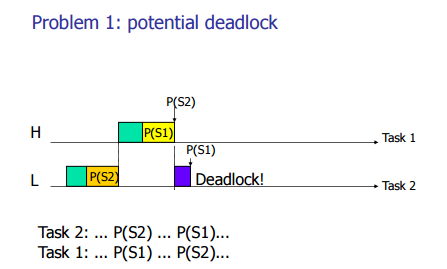 Problem 1: potential deadlock
P(S2)
H
P(S1)
Task 1
P(S1)
L
P(S2)
Deadlock!
Task 2
Task 2: ... P(S2) ... P(S1)...
Task 1: ... P(S1) ... P(S2)...